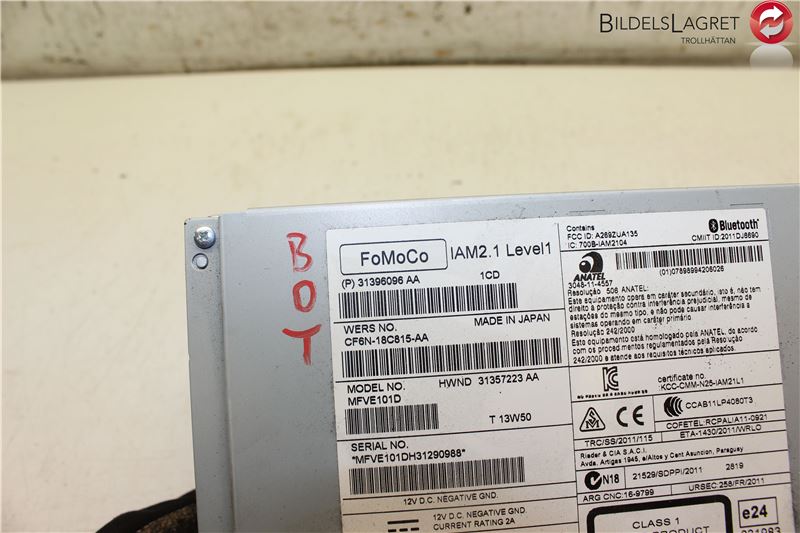 BILDELSLAGRET
TROLLHÄTTAN
B
O
T
FoMoCo
IAM2.1 Level1
(P) 31396096 AA
1CD
WERS NO.
MADE IN JAPAN
CF6N-18C815-AA
MODEL NO.
HWND 31357223 AA
MFVE101D
T 13W50
SERIAL NO.
*MFVE101DH31290988*
12V D.C. NEGATIVE GND.
12V D.C. NEGATIVE GND.
CURRENT RATING 2A
Contains
FCC ID: A269ZUA135
IC: 700B-IAM2104
Bluetooth
CMIIT ID:2011DJ6690
ANATEL
3048-11-4557
(01)07898994206026
Resolução 506 ANATEL:
Este equipamento opera em caráter secundário, isto é, não tem
direito a proteção contra interferência prejudicial, mesmo de
estações do mesmo tipo, e não pode causar interferência a
sistemas operando em caráter primário.
Resolução 242/2000
Este equipamento está homologado pela ANATEL, de acordo
com os procedimentos regulamentados pela Resolução
242/2000 e atende aos requisitos técnicos aplicados.
certificate no.
:KCC-CMM-N25-IAM21L1
CE
CCAB11LP4060T3
COFETEL:RCPALIA11-0921
TRC/SS/2011/115
ETA-1430/2011/WRLO
Rieder & CIA S.A.C.I.
Avda. Artigas 1945, e/Altos y Cent Asuncion, Paraguay
N18
21529/SDPPI/2011
2819
ARG CNC:16-9799
URSEC:258/FR/2011
CLASS 1
PRODUCT
e24